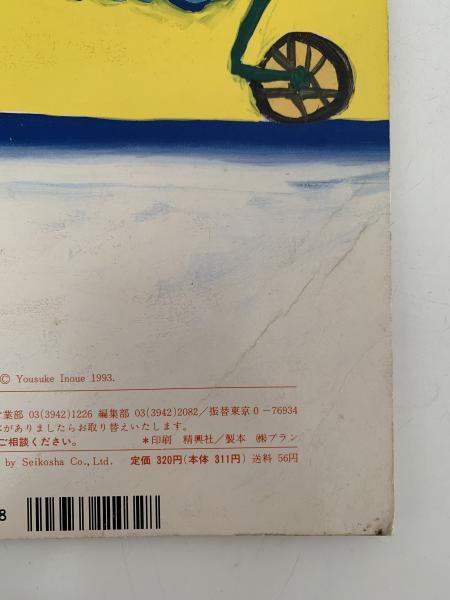 © Yousuke Inoue 1993.
業部 03(3942)1226 編集部 03(3942)2082／振替東京0－76934
がありましたらお取り替えいたします。
ご相談ください。 ＊印刷 精興社／製本 ㈱プラン
by Seikosha Co., Ltd. 定価 320円(本体 311円) 送料 56円
8